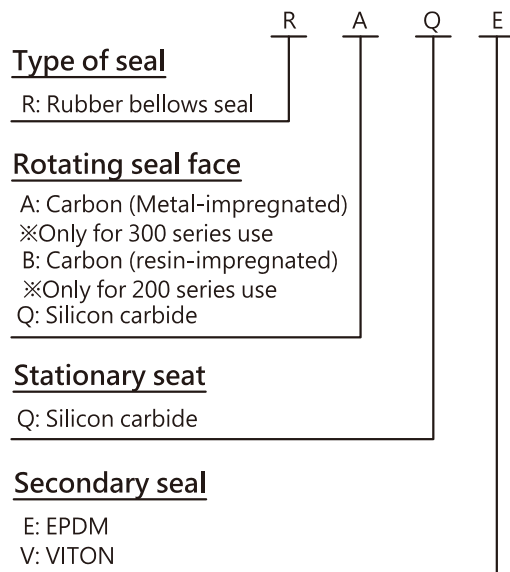 R A Q E
Type of seal
R: Rubber bellows seal
Rotating seal face
A: Carbon (Metal-impregnated)
※Only for 300 series use
B: Carbon (resin-impregnated)
※Only for 200 series use
Q: Silicon carbide
Stationary seat
Q: Silicon carbide
Secondary seal
E: EPDM
V: VITON